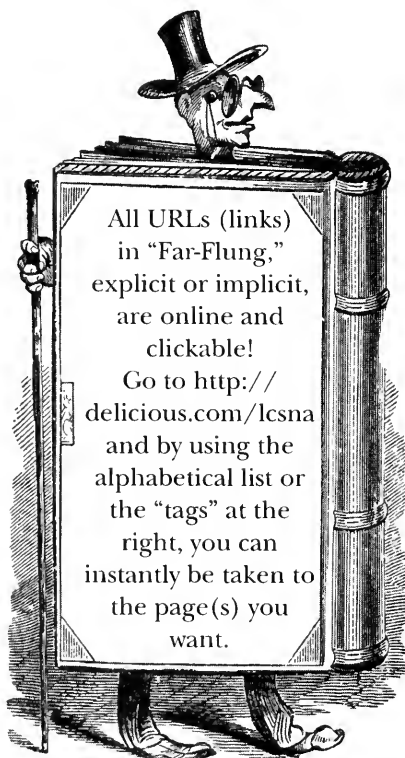 All URLs (links)
in “Far-Flung,”
explicit or implicit,
are online and
clickable!
Go to http://
delicious.com/lcsna
and by using the
alphabetical list or
the “tags” at the
right, you can
instantly be taken to
the page(s) you
want.